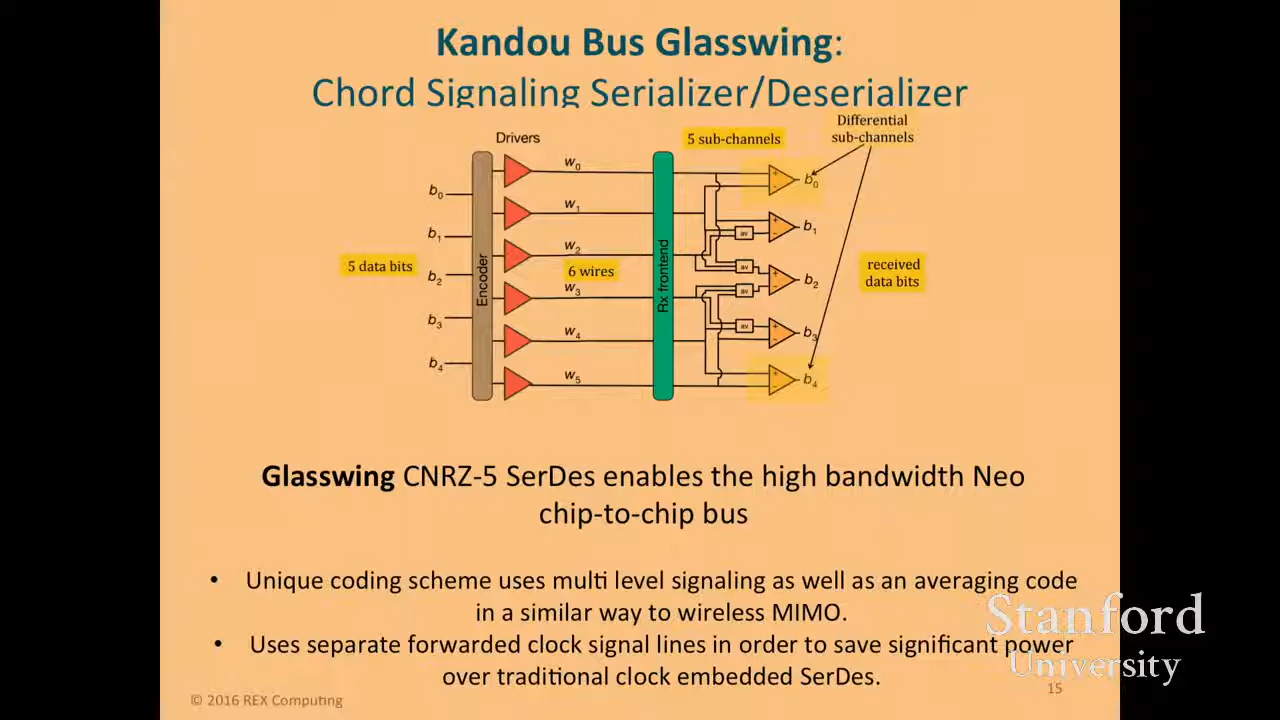 Kandou Bus Glasswing:
Chord Signaling Serializer/Deserializer
Differential
sub-channels
5 sub-channels
Drivers
w0
w1
w2
w3
w4
w5
b0
b1
b2
b3
b4
5 data bits
Encoder
6 wires
Rx frontend
+
-
+
-
+
-
+
-
+
-
av
av
av
av
b0
b1
b2
b3
b4
received
data bits
Glasswing CNRZ-5 SerDes enables the high bandwidth Neo
chip-to-chip bus
• Unique coding scheme uses multi level signaling as well as an averaging code
in a similar way to wireless MIMO.
• Uses separate forwarded clock signal lines in order to save significant power
over traditional clock embedded SerDes.
Stanford
University
© 2016 REX Computing
15